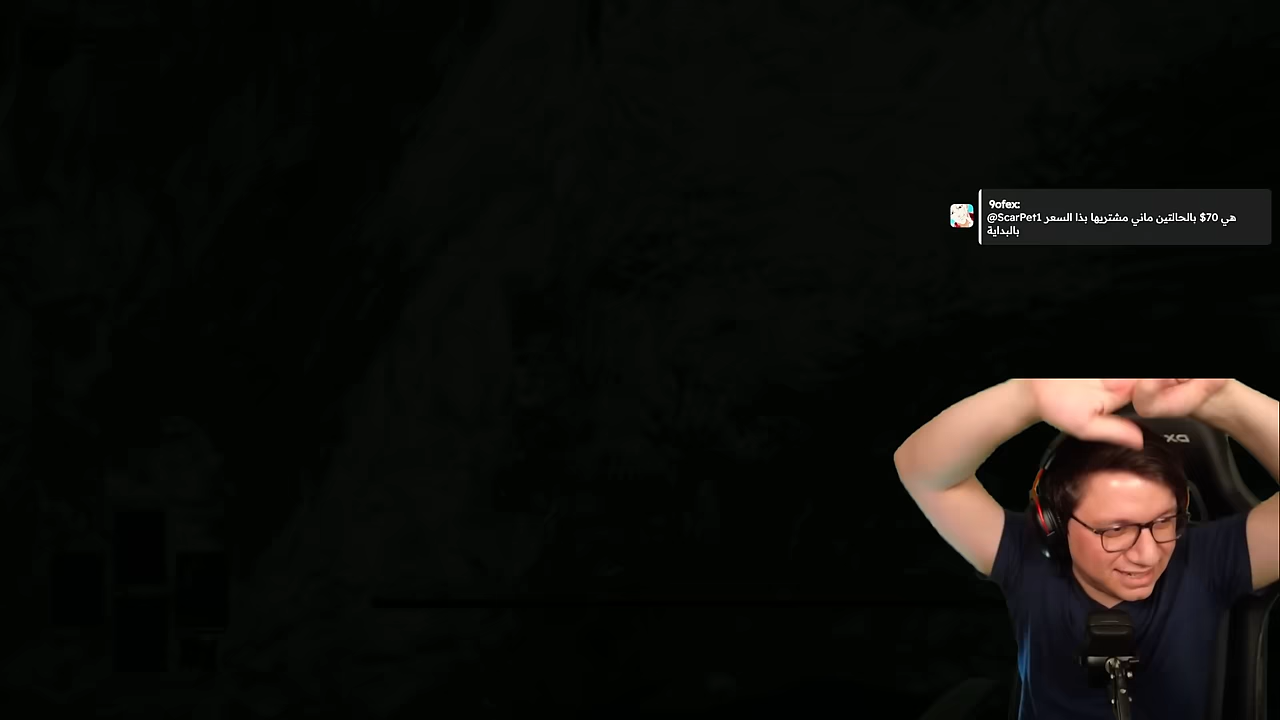 9ofex:
@ScarPet1 هي 70$ بالحالتين ماني مشتريها بذا السعر
بالبداية